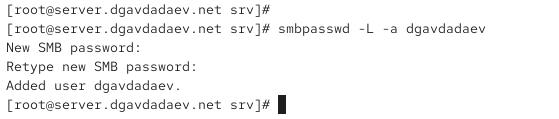 [root@server.dgavdadaev.net srv]#
[root@server.dgavdadaev.net srv]# smbpasswd -L -a dgavdadaev
New SMB password:
Retype new SMB password:
Added user dgavdadaev.
[root@server.dgavdadaev.net srv]#